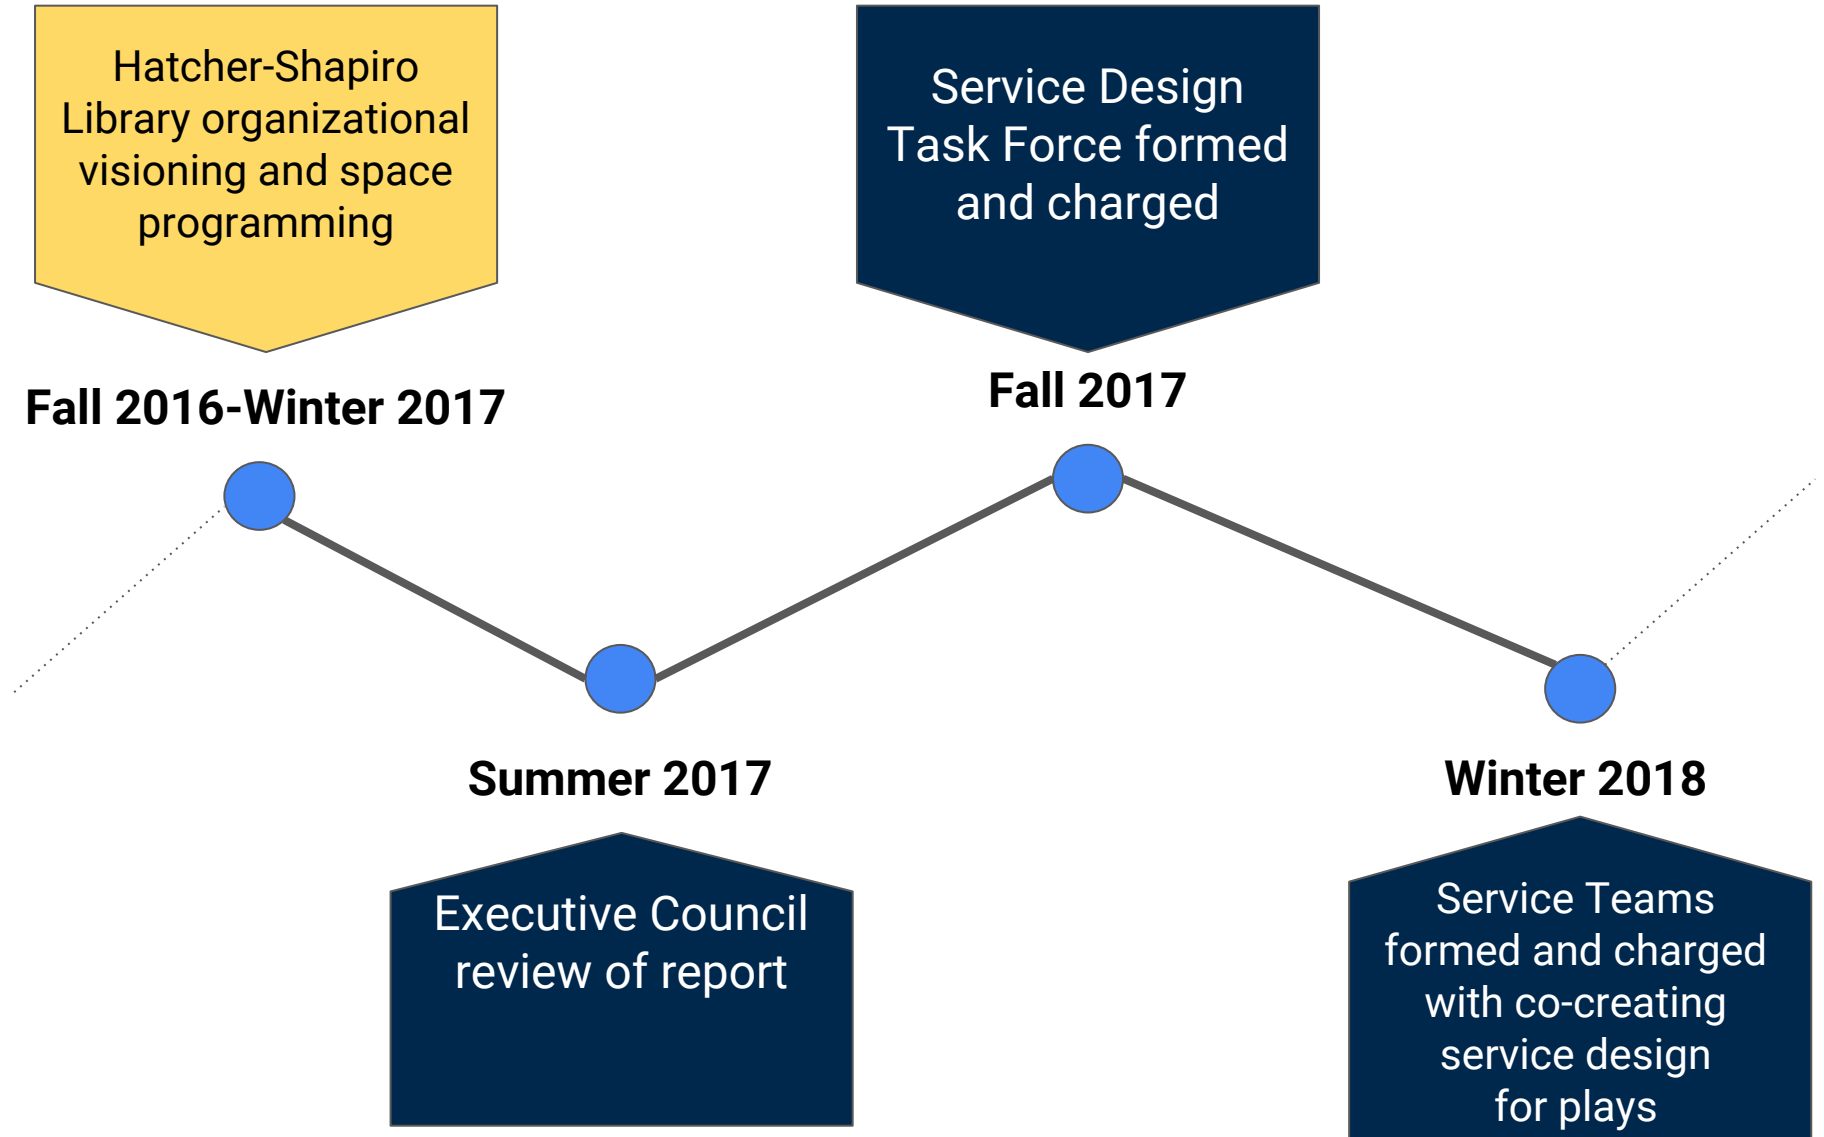 Hatcher-Shapiro
Library organizational
visioning and space
programming
Fall 2016-Winter 2017
Service Design
Task Force formed
and charged
Fall 2017
Summer 2017
Executive Council
review of report
Winter 2018
Service Teams
formed and charged
with co-creating
service design
for plays